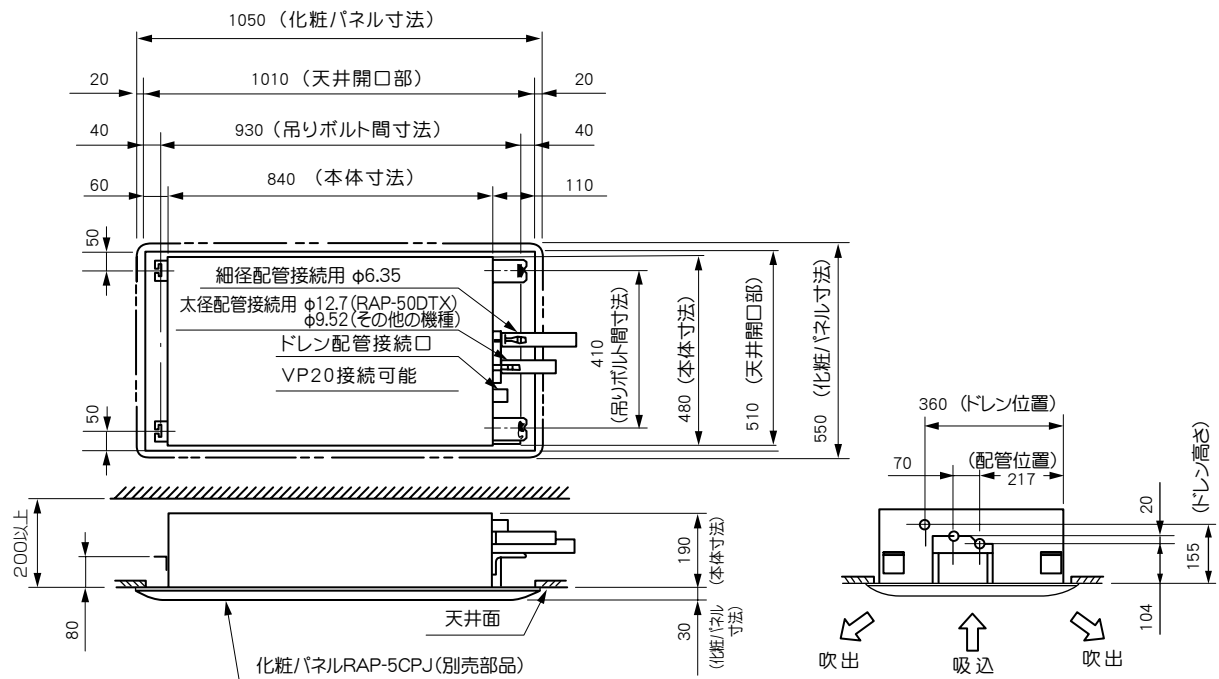 1050 (化粧パネル寸法)
20
1010 (天井開口部)
20
40
930 (吊りボルト間寸法)
40
60
840 (本体寸法)
110
50
50
細径配管接続用 φ6.35
太径配管接続用 φ12.7(RAP-50DTX)
φ9.52(その他の機種)
ドレン配管接続口
VP20接続可能
410
(吊りボルト間寸法)
480 (本体寸法)
510 (天井開口部)
550 (化粧パネル寸法)
200以上
80
190
(本体寸法)
30
(化粧パネル
寸法)
天井面
化粧パネルRAP-5CPJ(別売部品)
360 (ドレン位置)
70
(配管位置)
217
20
(ドレン高さ)
155
104
吹出
吸込
吹出